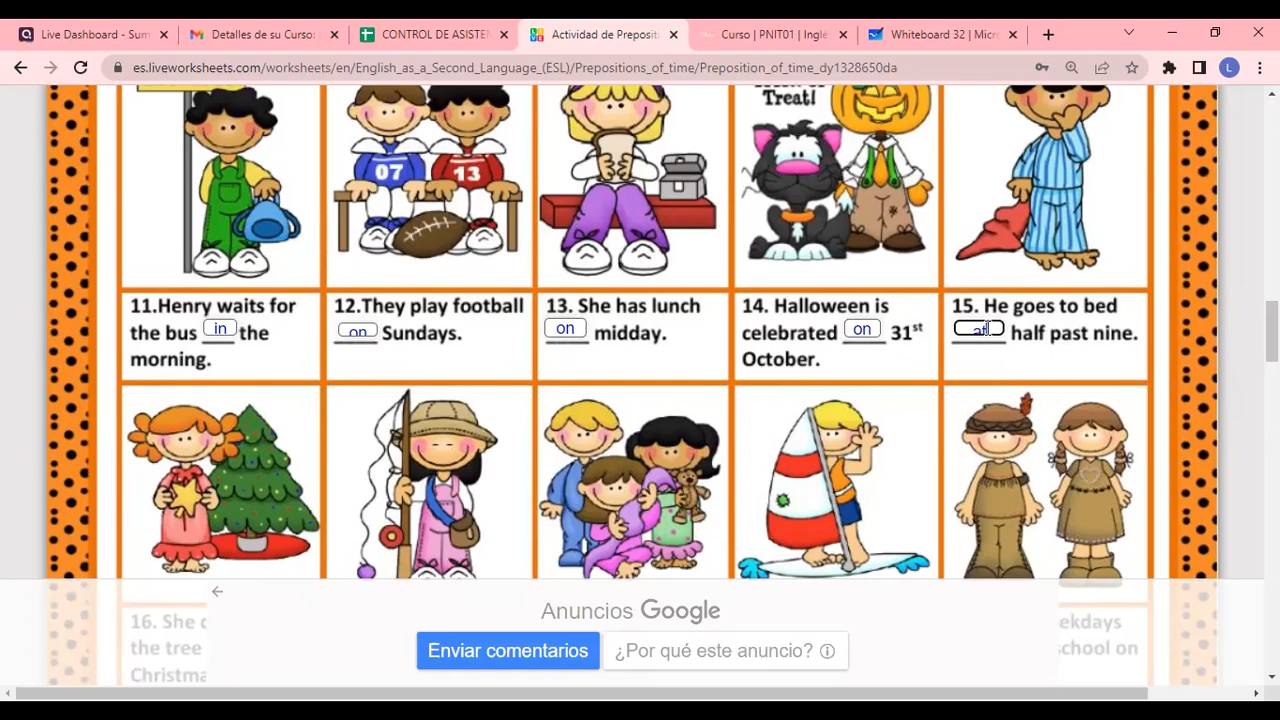 Live Dashboard - Sum
Detalles de su Curso:
CONTROL DE ASISTEN
Actividad de Preposit
Curso | PNIT01 | Inglé
Whiteboard 32 | Micro
es.liveworksheets.com/worksheets/en/English_as_a_Second_Language_(ESL)/Prepositions_of_time/Preposition_of_time_dy1328650da
L
Treat!
07
13
11.Henry waits for
the bus in the
morning.
12.They play football
on Sundays.
13. She has lunch
on midday.
14. Halloween is
celebrated on 31st
October.
15. He goes to bed
at half past nine.
Anuncios Google
Enviar comentarios
¿Por qué este anuncio?
16. She
the tree
Christma
ekdays
school on